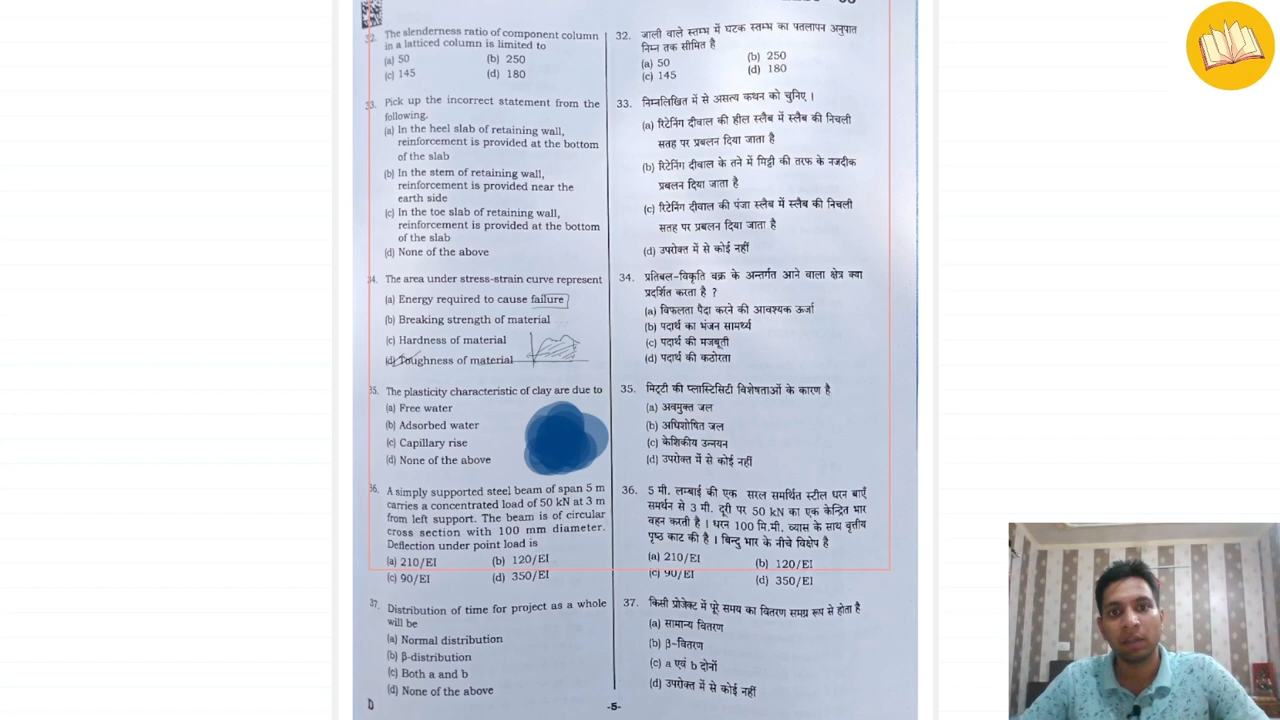 32. The slenderness ratio of component column
in a latticed column is limited to
(a) 50 (b) 250
(c) 145 (d) 180
33. Pick up the incorrect statement from the
following.
(a) In the heel slab of retaining wall,
reinforcement is provided at the bottom
of the slab
(b) In the stem of retaining wall,
reinforcement is provided near the
earth side
(c) In the toe slab of retaining wall,
reinforcement is provided at the bottom
of the slab
(d) None of the above
34. The area under stress-strain curve represent
(a) Energy required to cause failure
(b) Breaking strength of material
(c) Hardness of material
(d) Toughness of material
35. The plasticity characteristic of clay are due to
(a) Free water
(b) Adsorbed water
(c) Capillary rise
(d) None of the above
36. A simply supported steel beam of span 5 m
carries a concentrated load of 50 kN at 3 m
from left support. The beam is of circular
cross section with 100 mm diameter.
Deflection under point load is
(a) 210/EI (b) 120/EI
(c) 90/EI (d) 350/EI
37. Distribution of time for project as a whole
will be
(a) Normal distribution
(b) β-distribution
(c) Both a and b
(d) None of the above
D
32. जाली वाले स्तम्भ में घटक स्तम्भ का पतलापन अनुपात
निम्न तक सीमित है
(a) 50 (b) 250
(c) 145 (d) 180
33. निम्नलिखित में से असत्य कथन को चुनिए ।
(a) रिटेनिंग दीवाल की हील स्लैब में स्लैब की निचली
सतह पर प्रबलन दिया जाता है
(b) रिटेनिंग दीवाल के तने में मिट्टी की तरफ के नजदीक
प्रबलन दिया जाता है
(c) रिटेनिंग दीवाल की पंजा स्लैब में स्लैब की निचली
सतह पर प्रबलन दिया जाता है
(d) उपरोक्त में से कोई नहीं
34. प्रतिबल-विकृति वक्र के अन्तर्गत आने वाला क्षेत्र क्या
प्रदर्शित करता है ?
(a) विफलता पैदा करने की आवश्यक ऊर्जा
(b) पदार्थ का भंजन सामर्थ्य
(c) पदार्थ की मजबूती
(d) पदार्थ की कठोरता
35. मिट्टी की प्लास्टिसिटी विशेषताओं के कारण है
(a) अवमुक्त जल
(b) अधिशोषित जल
(c) केशिकीय उन्नयन
(d) उपरोक्त में से कोई नहीं
36. 5 मी. लम्बाई की एक सरल समर्थित स्टील धरन बाएँ
समर्थन से 3 मी. दूरी पर 50 kN का एक केन्द्रित भार
वहन करती है । धरन 100 मि.मी. व्यास के साथ वृत्तीय
पृष्ठ काट की है । बिन्दु भार के नीचे विक्षेप है
(a) 210/EI (b) 120/EI
(c) 90/EI (d) 350/EI
37. किसी प्रोजेक्ट में पूरे समय का वितरण समग्र रूप से होता है
(a) सामान्य वितरण
(b) β-वितरण
(c) a एवं b दोनों
(d) उपरोक्त में से कोई नहीं
-5-